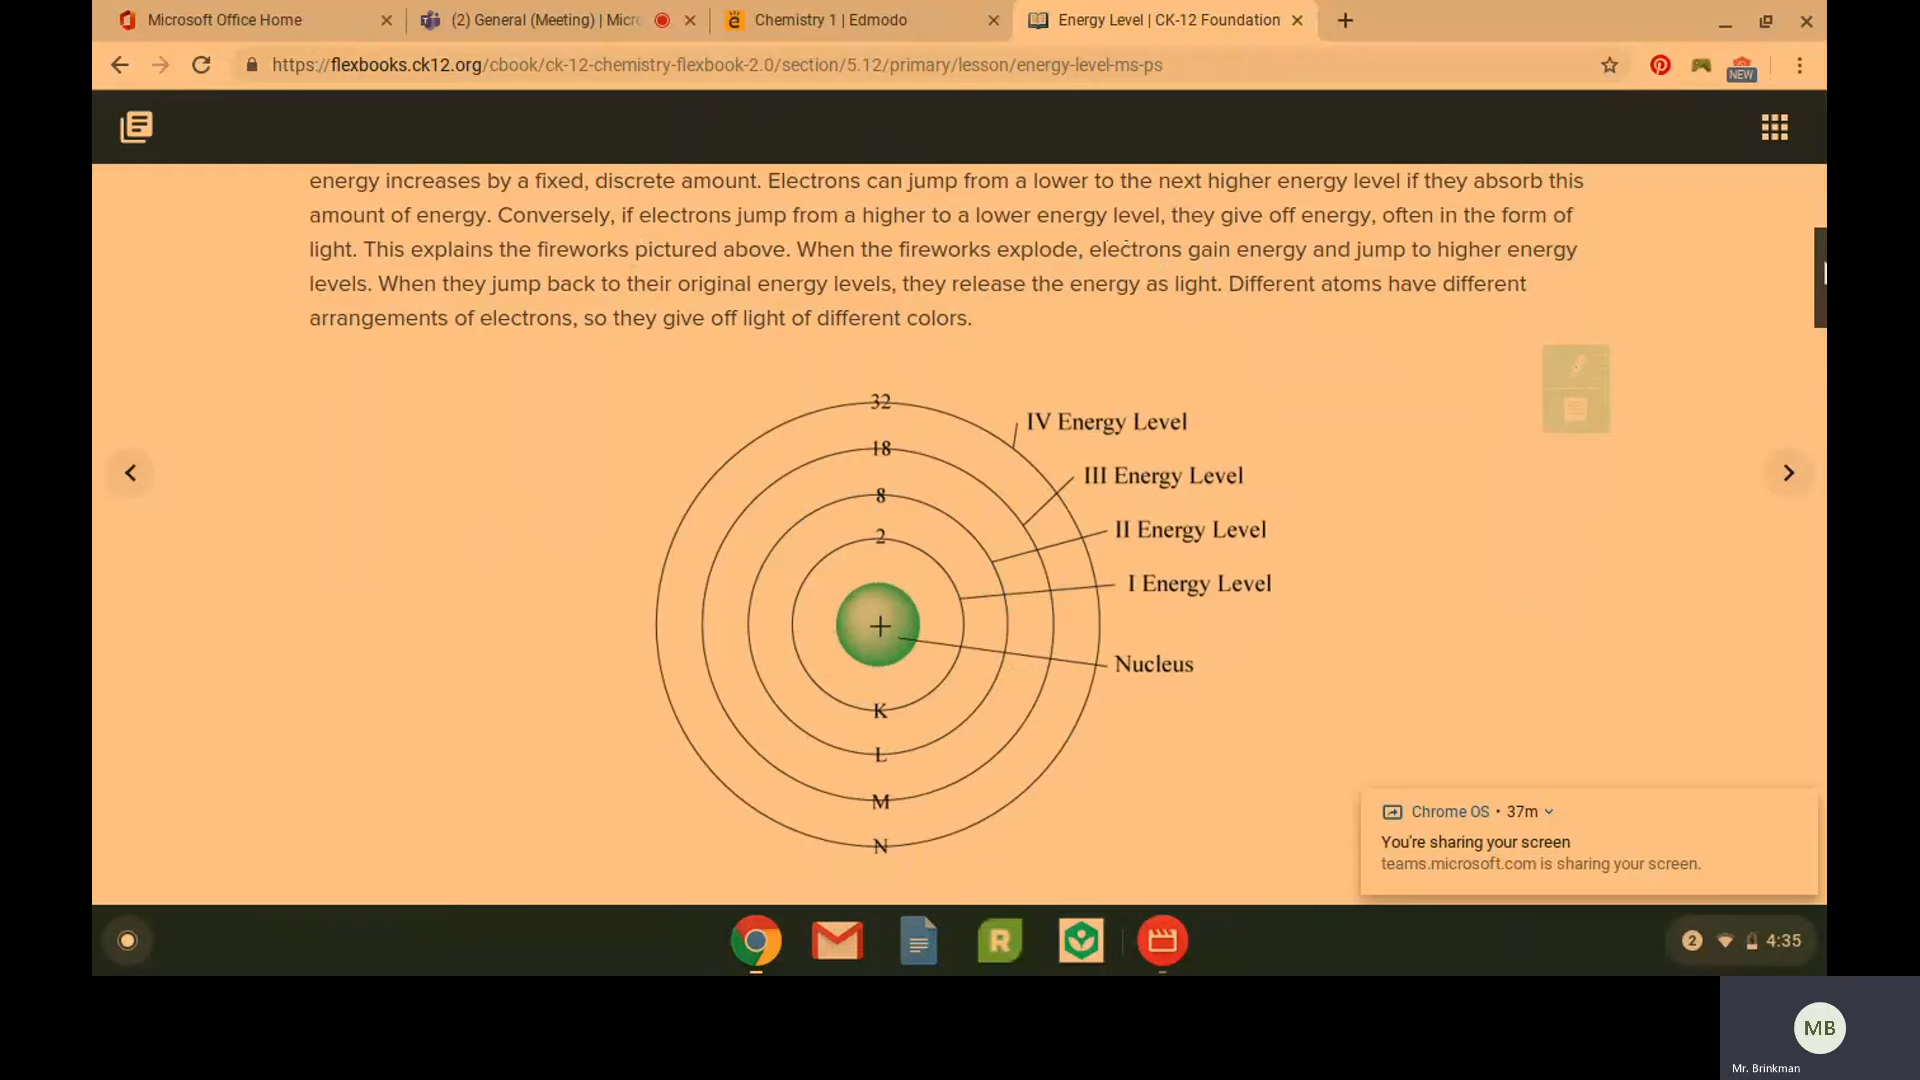 Microsoft Office Home
(2) General (Meeting) | Micro
Chemistry 1 | Edmodo
Energy Level | CK-12 Foundation
https://flexbooks.ck12.org/cbook/ck-12-chemistry-flexbook-2.0/section/5.12/primary/lesson/energy-level-ms-ps
NEW
energy increases by a fixed, discrete amount. Electrons can jump from a lower to the next higher energy level if they absorb this
amount of energy. Conversely, if electrons jump from a higher to a lower energy level, they give off energy, often in the form of
light. This explains the fireworks pictured above. When the fireworks explode, electrons gain energy and jump to higher energy
levels. When they jump back to their original energy levels, they release the energy as light. Different atoms have different
arrangements of electrons, so they give off light of different colors.
32
IV Energy Level
18
III Energy Level
8
II Energy Level
2
I Energy Level
+
Nucleus
K
L
M
N
Chrome OS • 37m
You're sharing your screen
teams.microsoft.com is sharing your screen.
R
2
4:35
MB
Mr. Brinkman